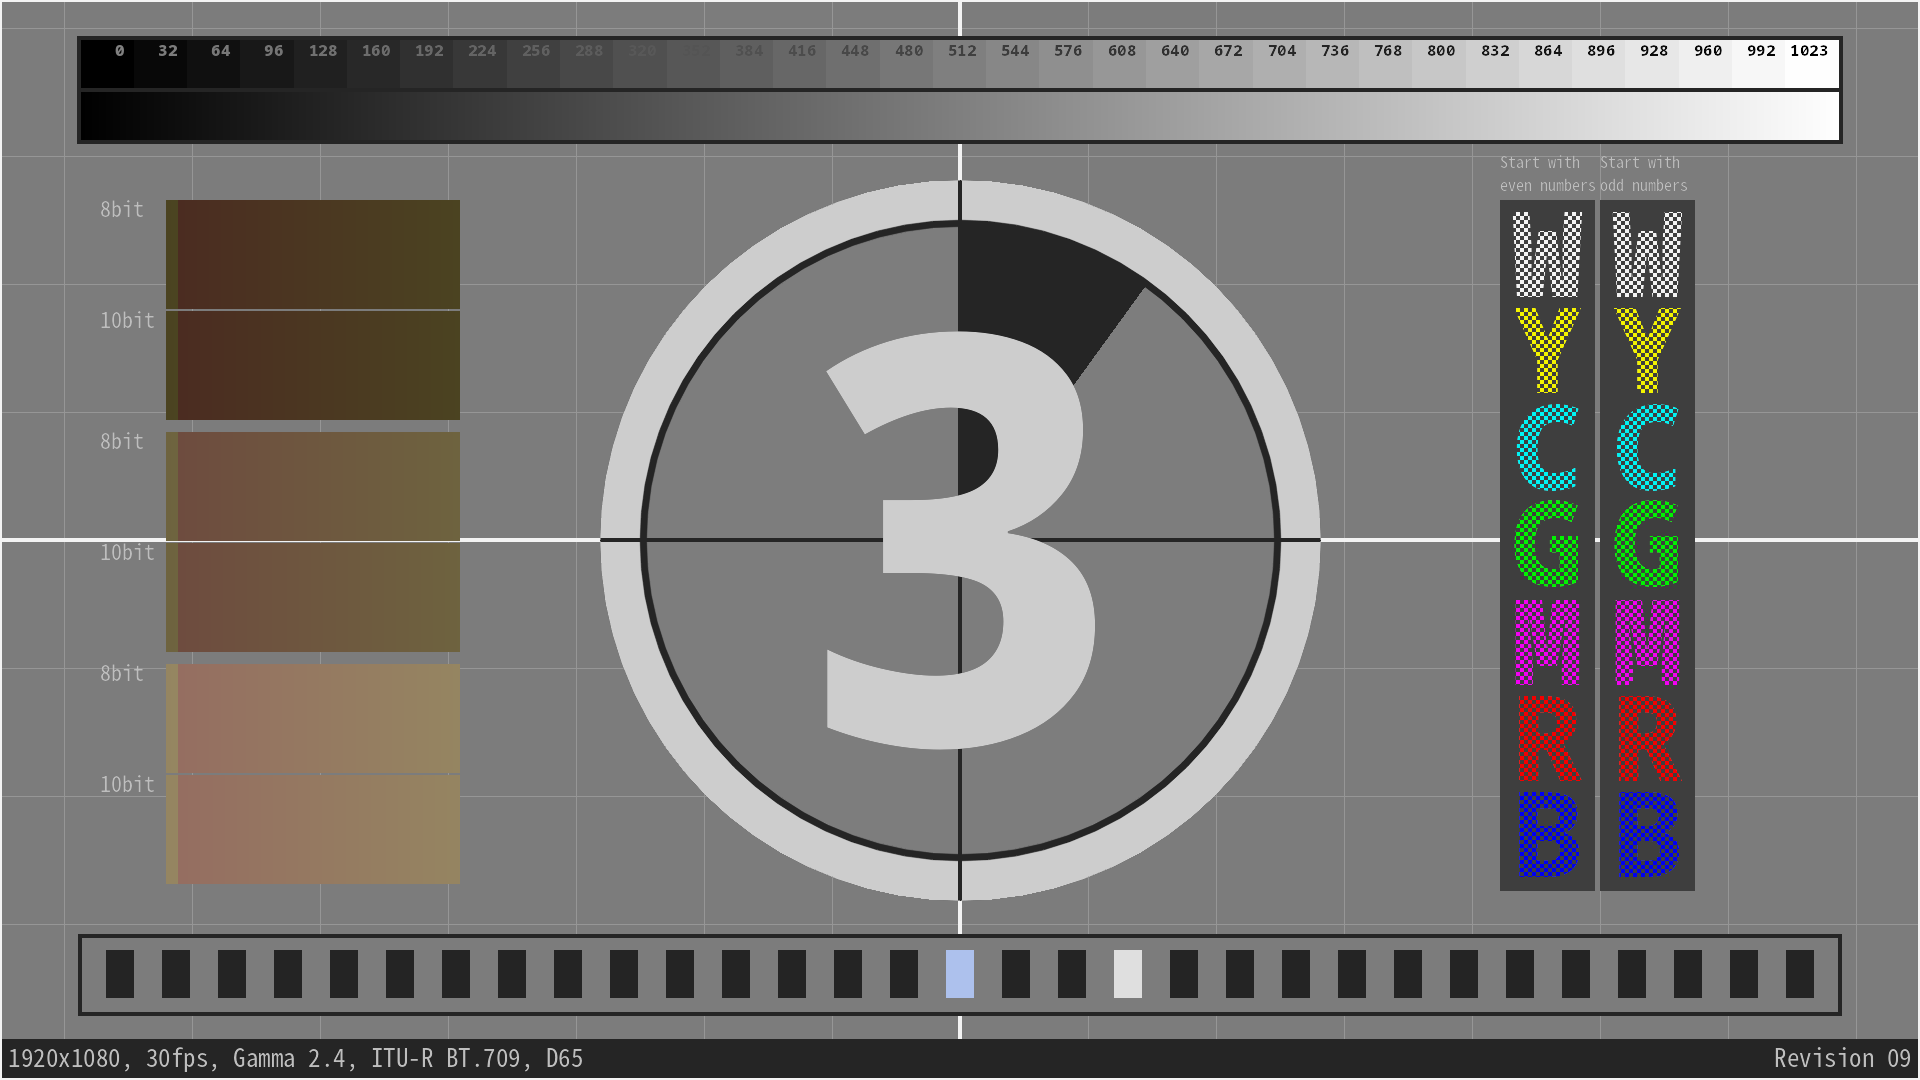 0 32 64 96 128 160 192 224 256 288 320 384 416 448 480 512 544 576 608 640 672 704 736 768 800 832 864 896 928 960 992 1023
Start with
even numbers
Start with
odd numbers
8bit
10bit
8bit
10bit
8bit
10bit
3
W
Y
C
G
M
R
B
W
Y
C
G
M
R
B
1920x1080, 30fps, Gamma 2.4, ITU-R BT.709, D65
Revision 09